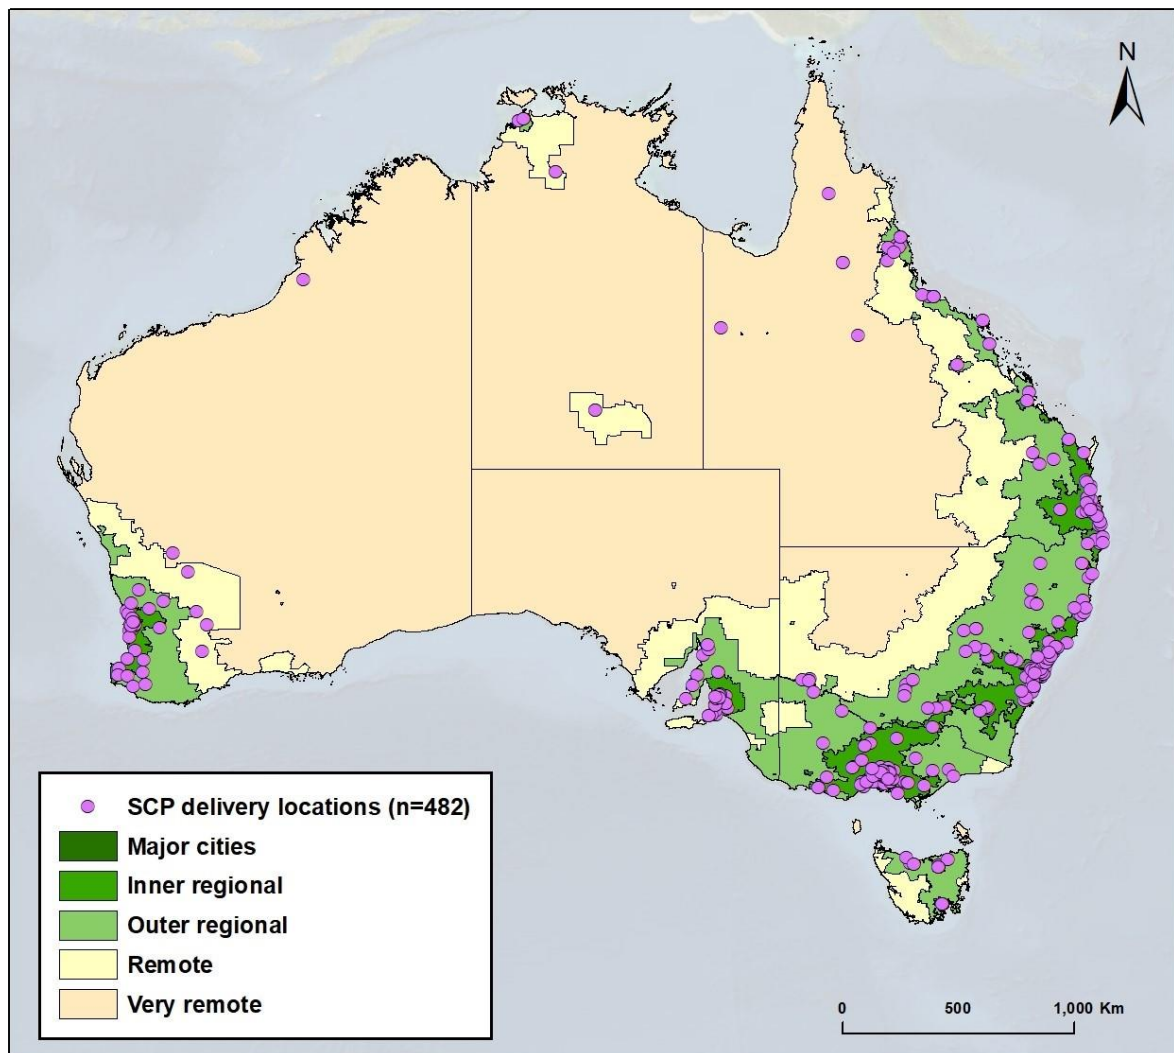 N
SCP delivery locations (n=482)
Major cities
Inner regional
Outer regional
Remote
Very remote
0 500 1,000 Km